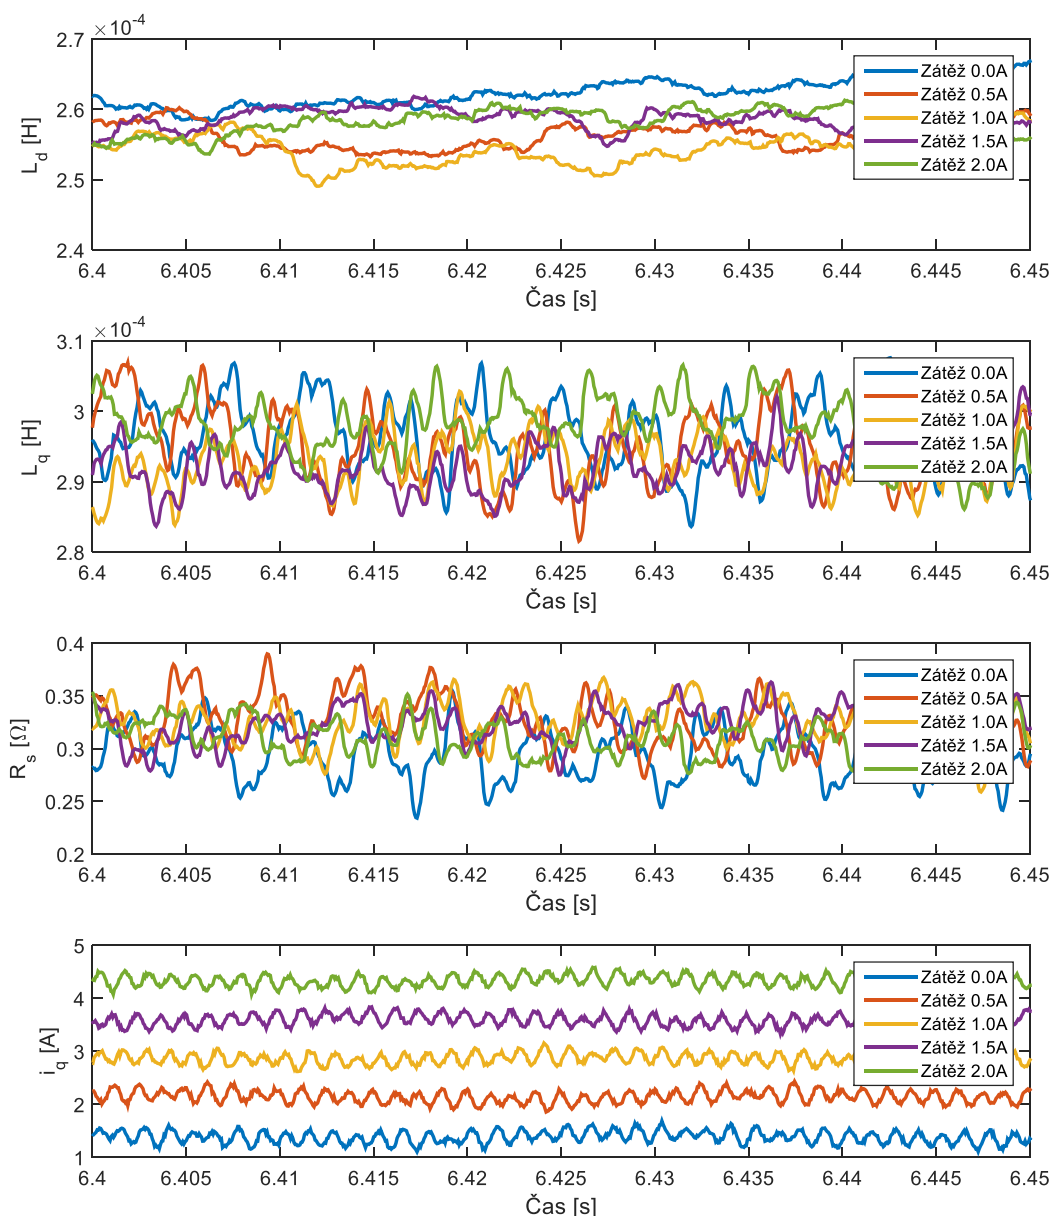 ×10⁻⁴
2.7
2.6
2.5
2.4
L_d [H]
Zátěž 0.0A
Zátěž 0.5A
Zátěž 1.0A
Zátěž 1.5A
Zátěž 2.0A
6.4 6.405 6.41 6.415 6.42 6.425 6.43 6.435 6.44 6.445 6.45
Čas [s]
×10⁻⁴
3.1
3
2.9
2.8
L_q [H]
Zátěž 0.0A
Zátěž 0.5A
Zátěž 1.0A
Zátěž 1.5A
Zátěž 2.0A
6.4 6.405 6.41 6.415 6.42 6.425 6.43 6.435 6.44 6.445 6.45
Čas [s]
0.4
0.35
0.3
0.25
0.2
R_s [Ω]
Zátěž 0.0A
Zátěž 0.5A
Zátěž 1.0A
Zátěž 1.5A
Zátěž 2.0A
6.4 6.405 6.41 6.415 6.42 6.425 6.43 6.435 6.44 6.445 6.45
Čas [s]
5
4
3
2
1
i_q [A]
Zátěž 0.0A
Zátěž 0.5A
Zátěž 1.0A
Zátěž 1.5A
Zátěž 2.0A
6.4 6.405 6.41 6.415 6.42 6.425 6.43 6.435 6.44 6.445 6.45
Čas [s]